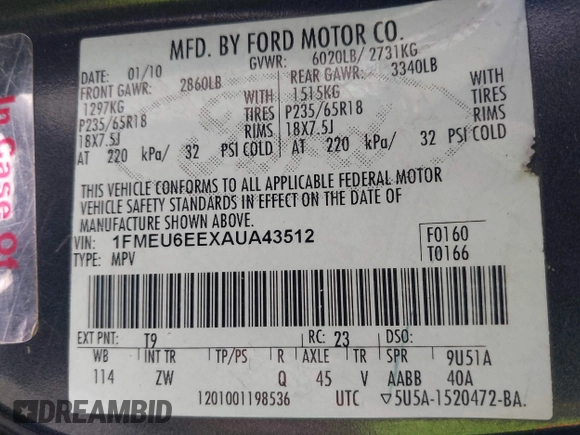 MFD. BY FORD MOTOR CO.
DATE: 01/10
GVWR: 6020LB/ 2731KG
FRONT GAWR: 2860LB
REAR GAWR: 3340LB
1297KG WITH
1515KG WITH
P235/65R18 TIRES
P235/65R18 TIRES
18X7.5J RIMS
18X7.5J RIMS
AT 220 kPa/ 32 PSI COLD
AT 220 kPa/ 32 PSI COLD
THIS VEHICLE CONFORMS TO ALL APPLICABLE FEDERAL MOTOR
VEHICLE SAFETY STANDARDS IN EFFECT ON THE DATE OF
MANUFACTURE SHOWN ABOVE.
VIN: 1FMEU6EEXAUA43512
TYPE: MPV
F0160
T0166
EXT PNT: T9 RC: 23 DSO:
WB INT TR TP/PS R AXLE TR SPR 9U51A
114 ZW Q 45 V AABB 40A
1201001198536 UTC ▽5U5A-1520472-BA.
In Case Of
DREAMBID